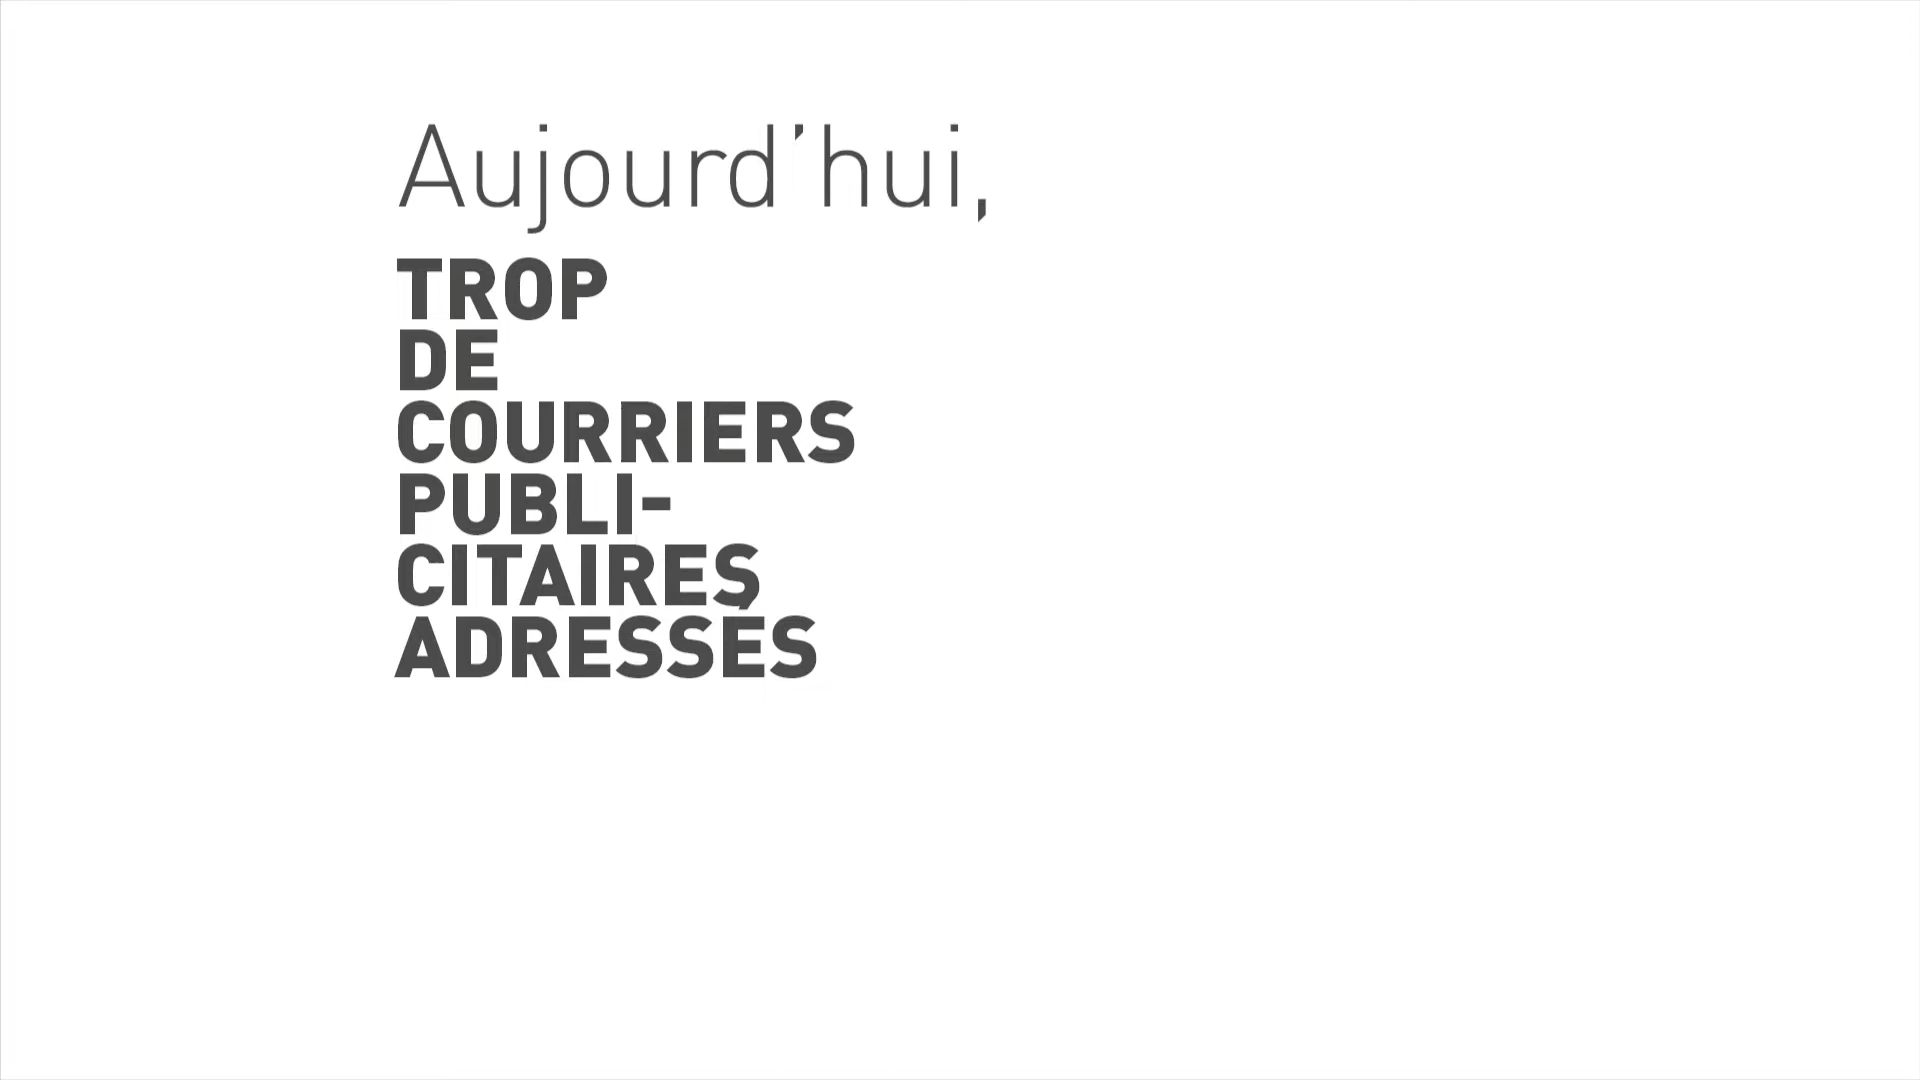 Aujourd'hui,
TROP
DE
COURRIERS
PUBLI-
CITAIRES
ADRESSÉS